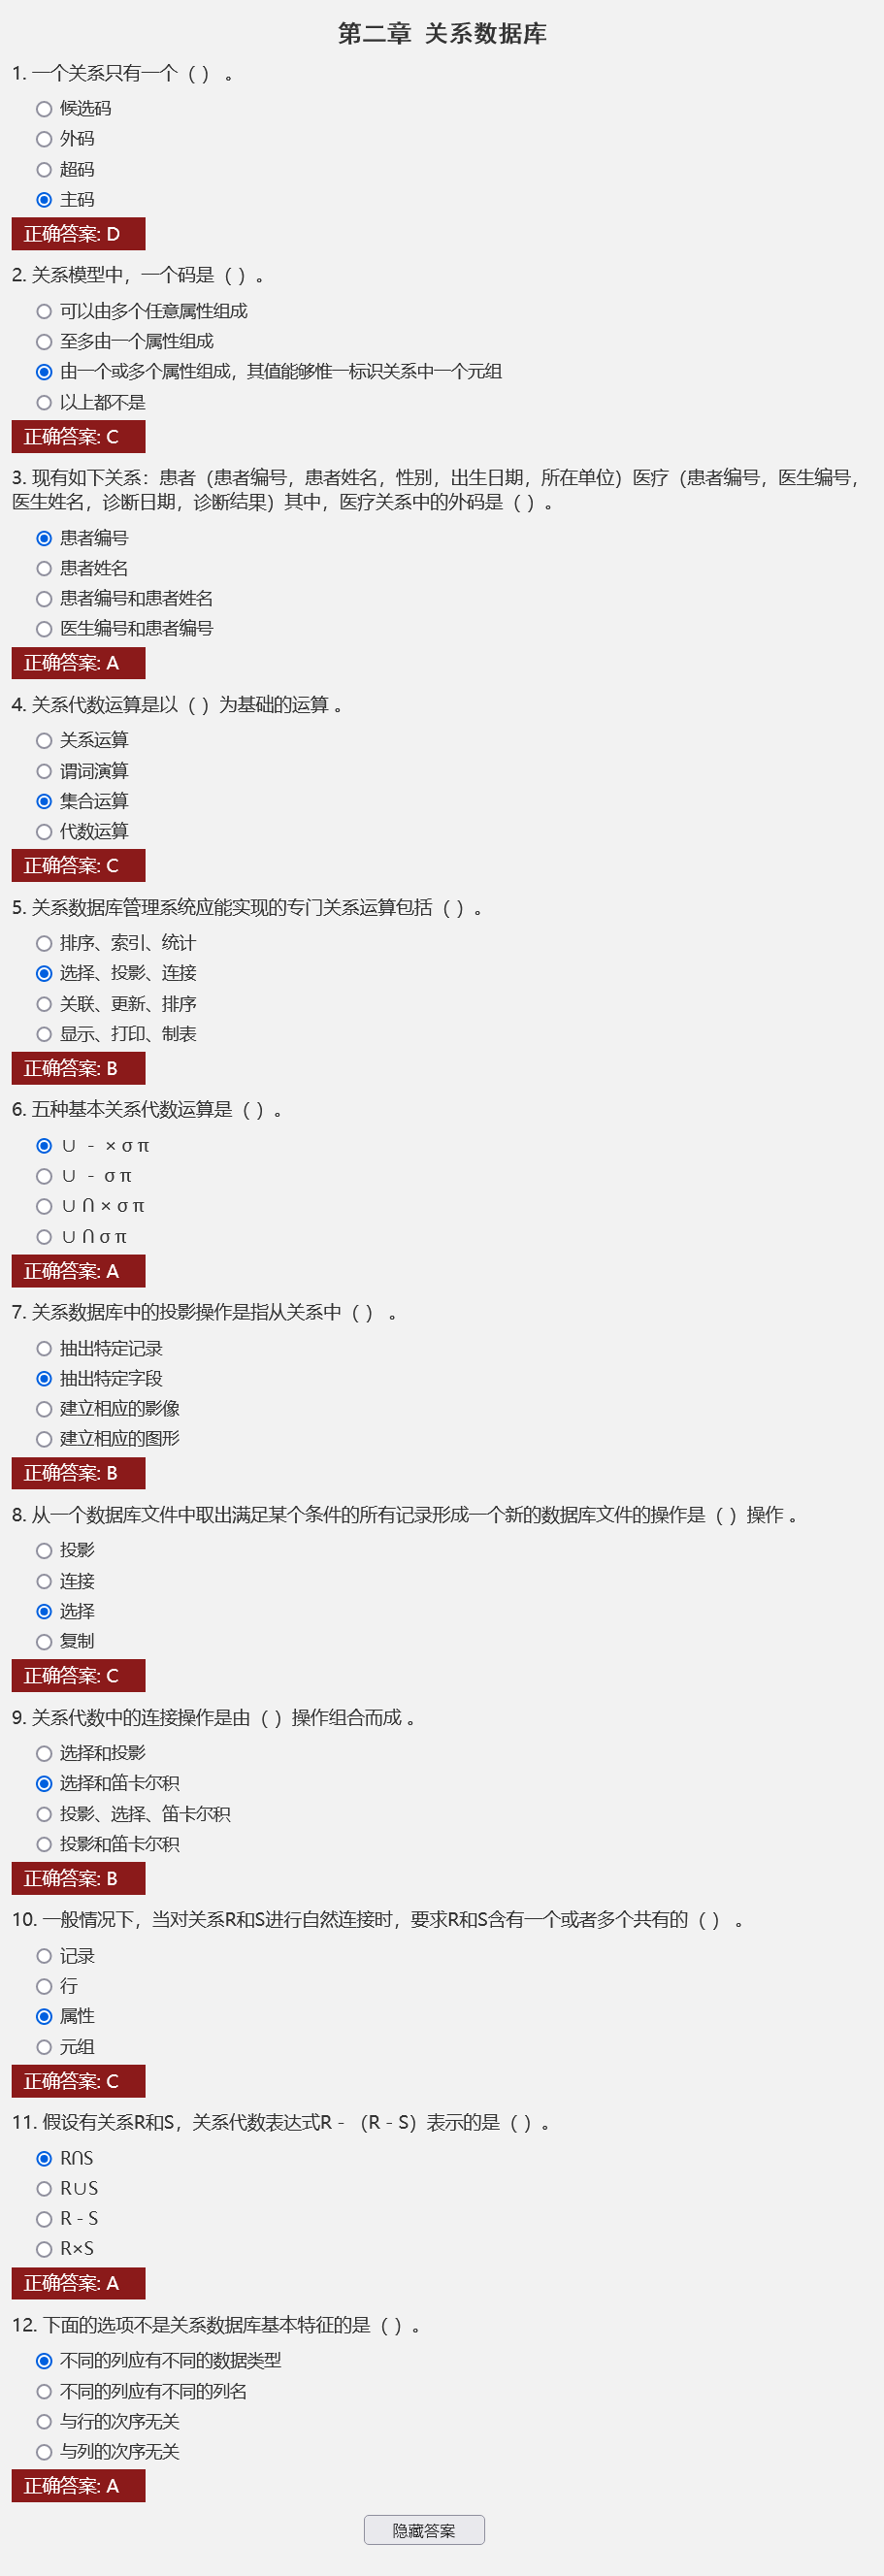 第二章 关系数据库
1. 一个关系只有一个（ ） 。
候选码
外码
超码
主码
正确答案: D
2. 关系模型中，一个码是（ ）。
可以由多个任意属性组成
至多由一个属性组成
由一个或多个属性组成，其值能够惟一标识关系中一个元组
以上都不是
正确答案: C
3. 现有如下关系：患者（患者编号，患者姓名，性别，出生日期，所在单位）医疗（患者编号，医生编号，
医生姓名，诊断日期，诊断结果）其中，医疗关系中的外码是（ ）。
患者编号
患者姓名
患者编号和患者姓名
医生编号和患者编号
正确答案: A
4. 关系代数运算是以（ ）为基础的运算 。
关系运算
谓词演算
集合运算
代数运算
正确答案: C
5. 关系数据库管理系统应能实现的专门关系运算包括（ ）。
排序、索引、统计
选择、投影、连接
关联、更新、排序
显示、打印、制表
正确答案: B
6. 五种基本关系代数运算是（ ）。
∪ － × σ π
∪ － σ π
∪ ∩ × σ π
∪ ∩ σ π
正确答案: A
7. 关系数据库中的投影操作是指从关系中（ ） 。
抽出特定记录
抽出特定字段
建立相应的影像
建立相应的图形
正确答案: B
8. 从一个数据库文件中取出满足某个条件的所有记录形成一个新的数据库文件的操作是（ ）操作 。
投影
连接
选择
复制
正确答案: C
9. 关系代数中的连接操作是由（ ）操作组合而成 。
选择和投影
选择和笛卡尔积
投影、选择、笛卡尔积
投影和笛卡尔积
正确答案: B
10. 一般情况下，当对关系R和S进行自然连接时，要求R和S含有一个或者多个共有的（ ） 。
记录
行
属性
元组
正确答案: C
11. 假设有关系R和S，关系代数表达式R－（R－S）表示的是（ ）。
R∩S
R∪S
R－S
R×S
正确答案: A
12. 下面的选项不是关系数据库基本特征的是（ ）。
不同的列应有不同的数据类型
不同的列应有不同的列名
与行的次序无关
与列的次序无关
正确答案: A
隐藏答案